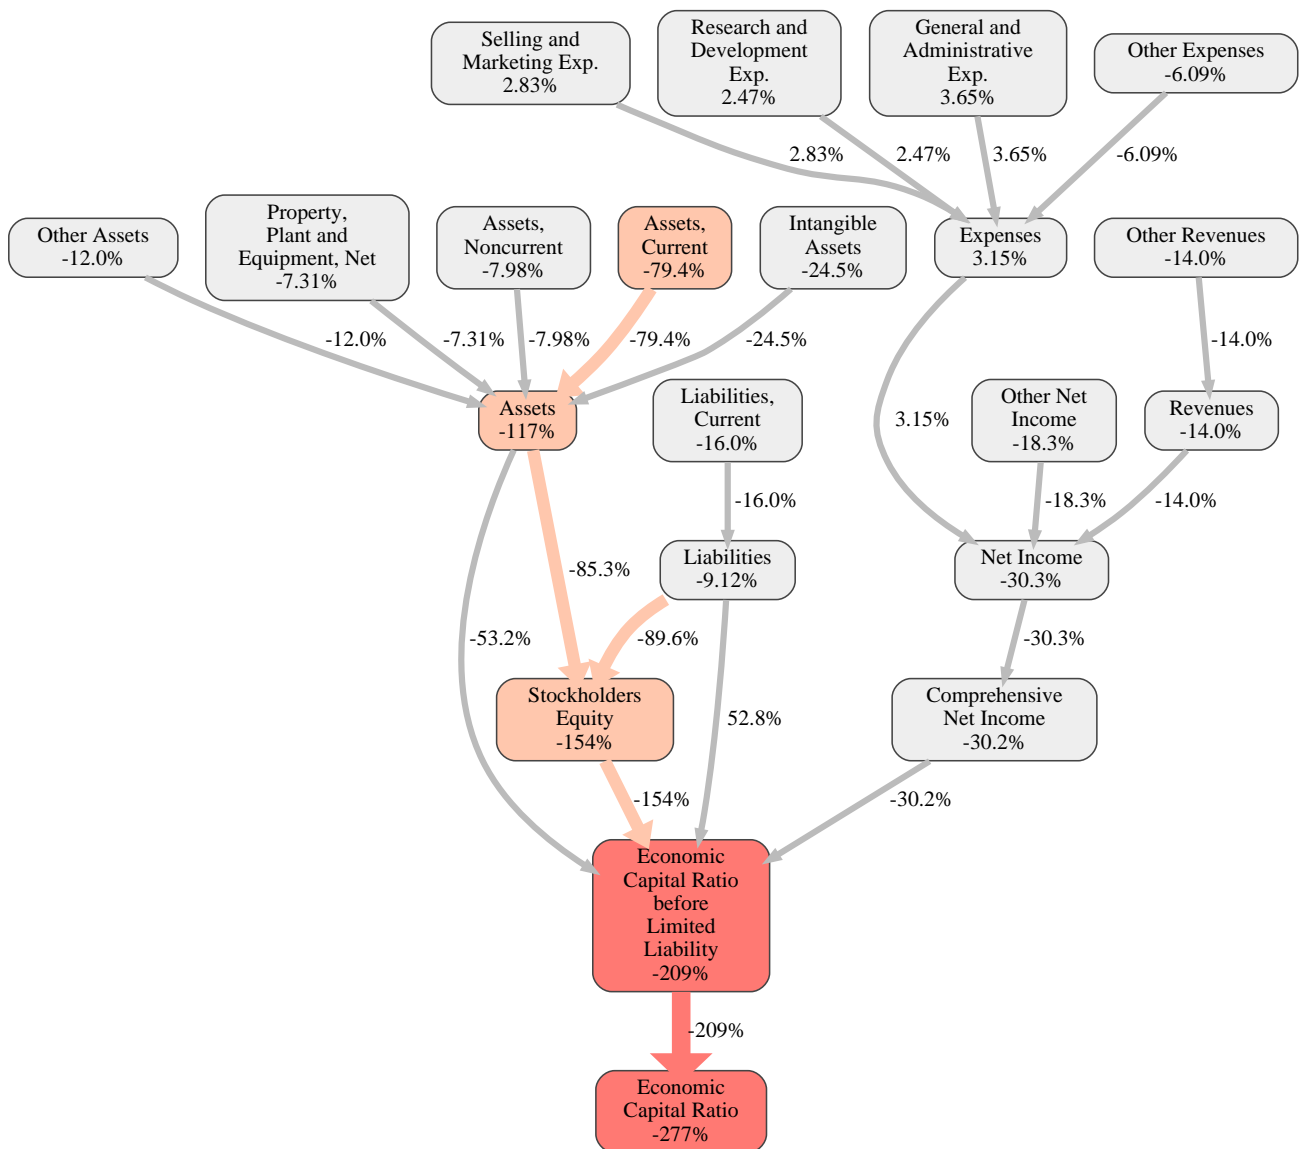 Selling and
Marketing Exp.
2.83%
Research and
Development
Exp.
2.47%
General and
Administrative
Exp.
3.65%
Other Expenses
-6.09%
2.83%
2.47%
3.65%
-6.09%
Other Assets
-12.0%
Property,
Plant and
Equipment, Net
-7.31%
Assets,
Noncurrent
-7.98%
Assets,
Current
-79.4%
Intangible
Assets
-24.5%
Expenses
3.15%
Other Revenues
-14.0%
-12.0%
-7.31%
-7.98%
-79.4%
-24.5%
-14.0%
Assets
-117%
Liabilities,
Current
-16.0%
3.15%
Other Net
Income
-18.3%
Revenues
-14.0%
-16.0%
-18.3%
-14.0%
-85.3%
Liabilities
-9.12%
Net Income
-30.3%
-53.2%
-89.6%
-30.3%
Stockholders
Equity
-154%
52.8%
Comprehensive
Net Income
-30.2%
-154%
-30.2%
Economic
Capital Ratio
before
Limited
Liability
-209%
-209%
Economic
Capital Ratio
-277%